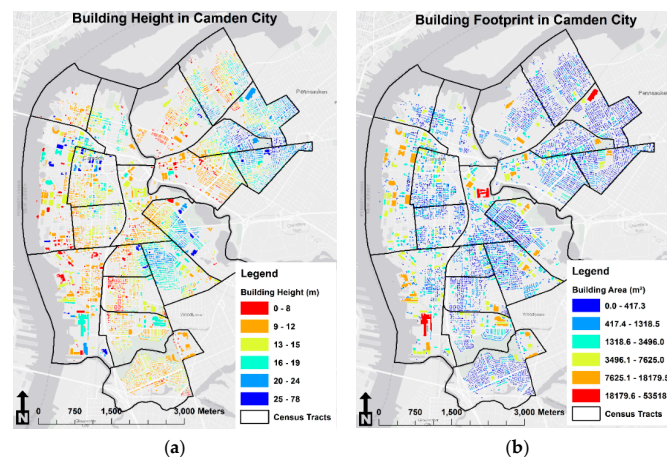 Building Height in Camden City
Pennsauken
Legend
Building Height (m)
0 - 8
9 - 12
13 - 15
16 - 19
20 - 24
25 - 78
Census Tracts
N
0 750 1,500 3,000 Meters
(a)
Building Footprint in Camden City
Pennsauken
Legend
Building Area (m²)
0.0 - 417.3
417.4 - 1318.5
1318.6 - 3496.0
3496.1 - 7625.0
7625.1 - 18179.5
18179.6 - 53518
Census Tracts
N
0 750 1,500 3,000 Meters
(b)